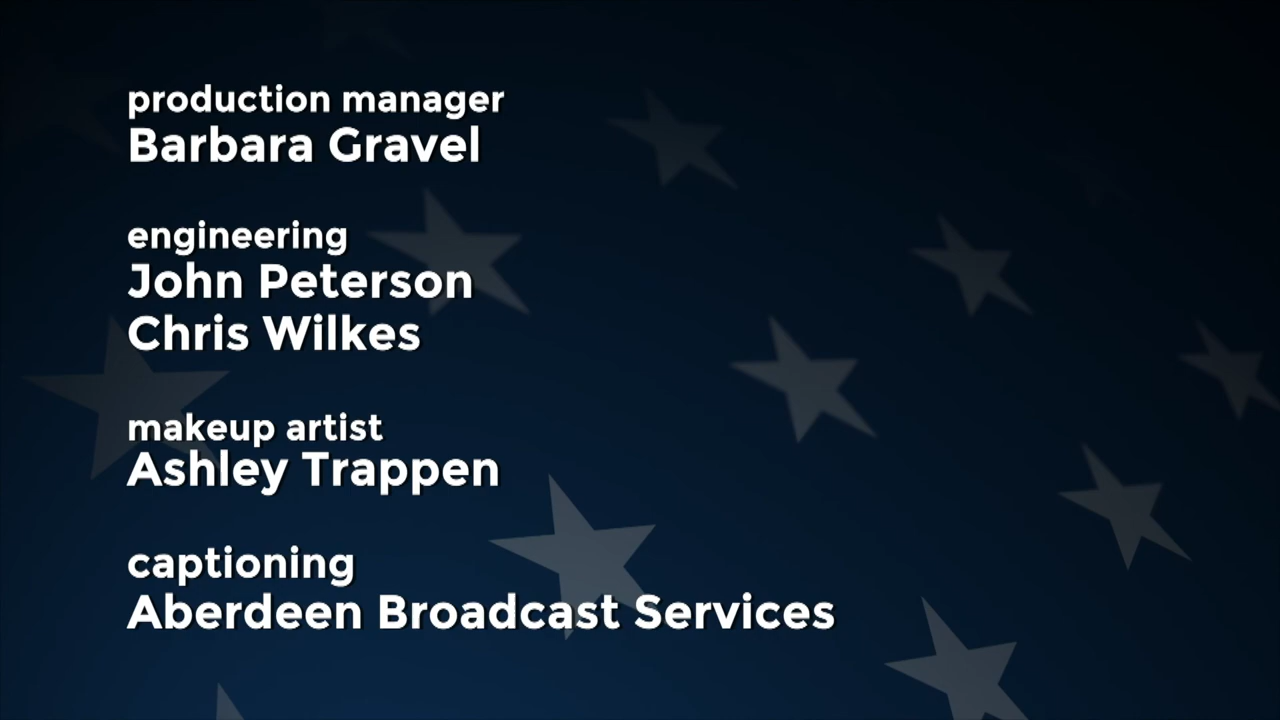 production manager
Barbara Gravel
engineering
John Peterson
Chris Wilkes
makeup artist
Ashley Trappen
captioning
Aberdeen Broadcast Services